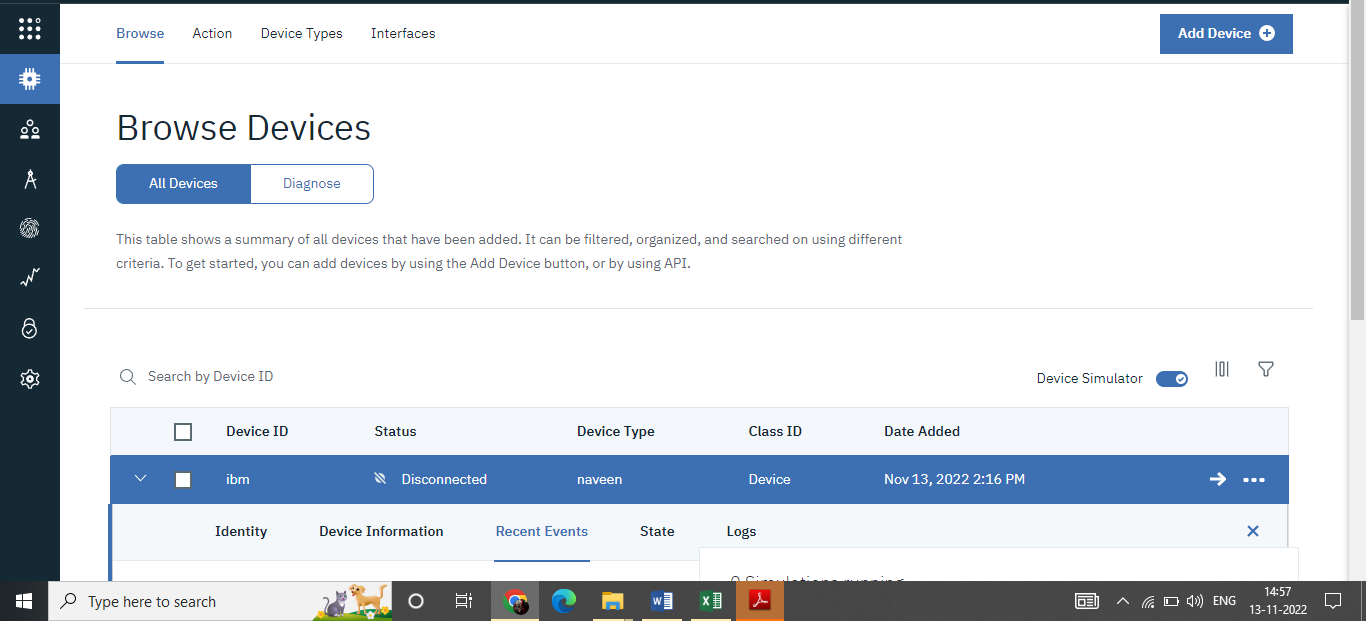 Browse Action Device Types Interfaces Add Device
Browse Devices
All Devices Diagnose
This table shows a summary of all devices that have been added. It can be filtered, organized, and searched on using different
criteria. To get started, you can add devices by using the Add Device button, or by using API.
Search by Device ID Device Simulator
Device ID Status Device Type Class ID Date Added
ibm Disconnected naveen Device Nov 13, 2022 2:16 PM
Identity Device Information Recent Events State Logs
0 Simulations running
Type here to search ENG 14:57
13-11-2022